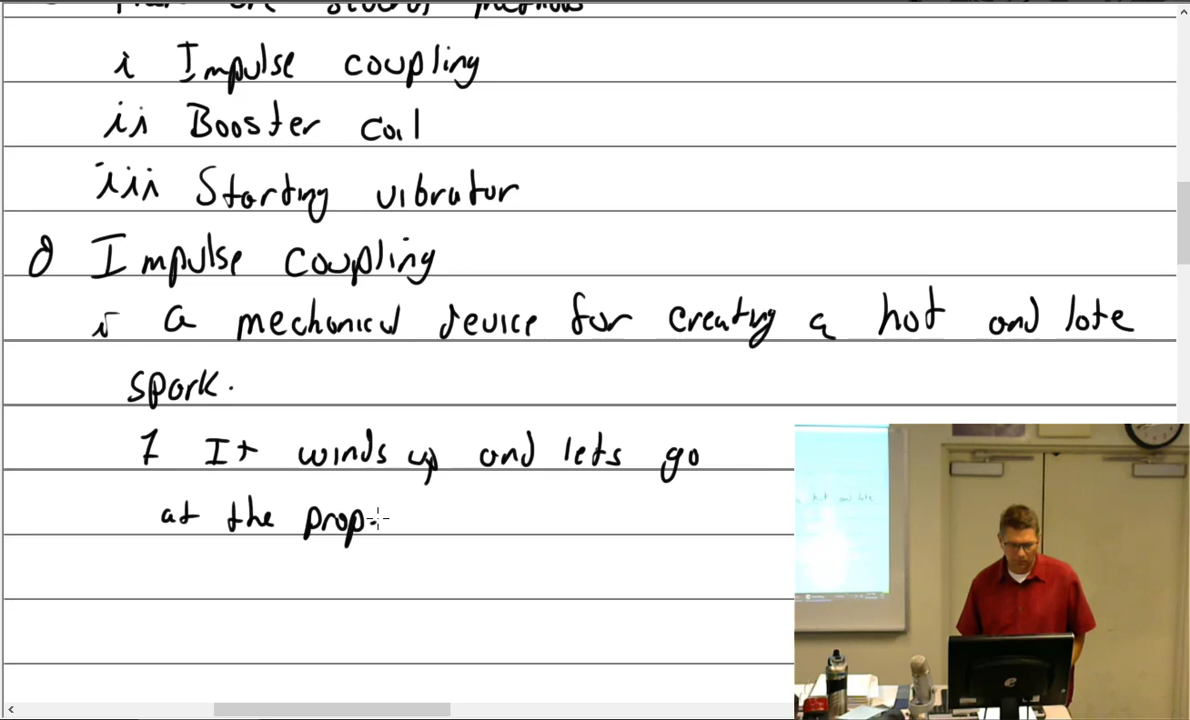 i Impulse coupling
ii Booster coil
iii Starting vibrator
d Impulse coupling
i a mechanical device for creating a hot and late
spark.
1 It winds up and lets go
at the prop